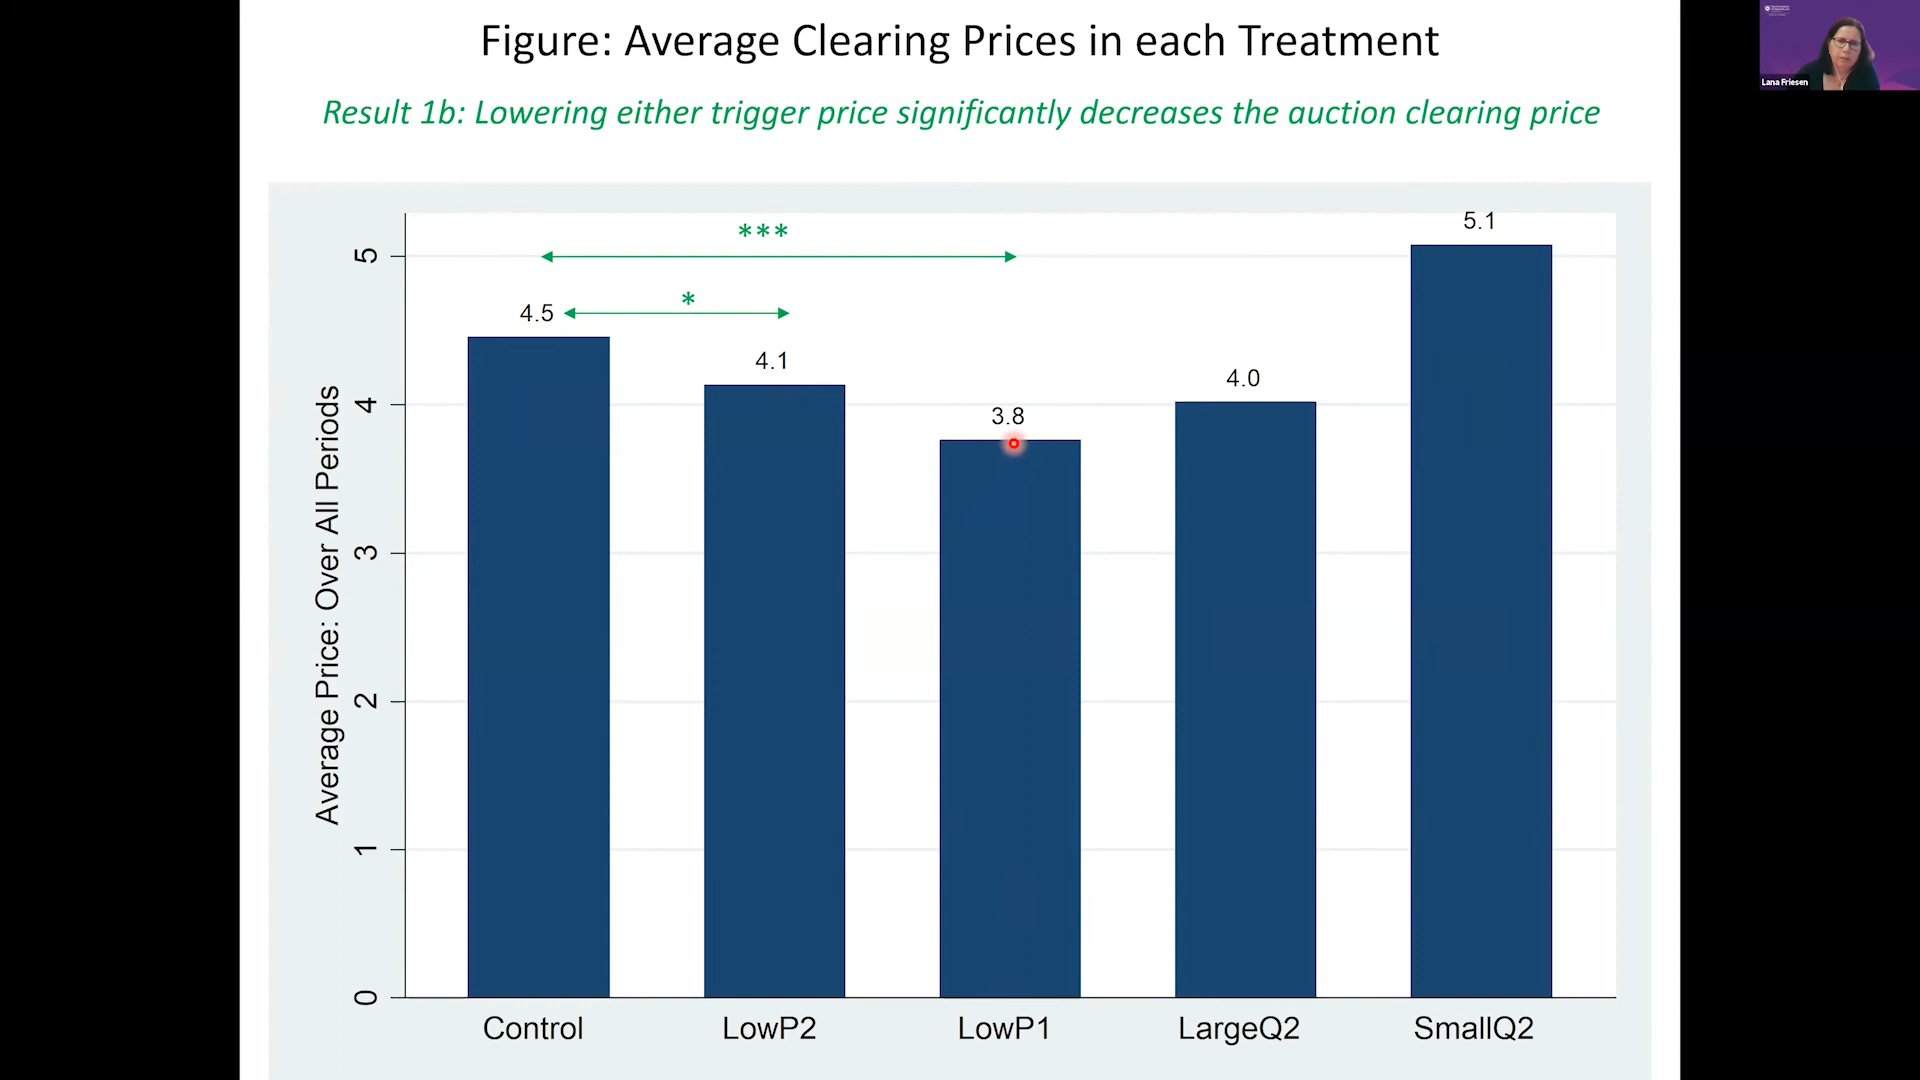 Figure: Average Clearing Prices in each Treatment
Lana Friesen
Result 1b: Lowering either trigger price significantly decreases the auction clearing price
***
*
4.5
4.1
3.8
4.0
5.1
Average Price: Over All Periods
5
4
3
2
1
0
Control LowP2 LowP1 LargeQ2 SmallQ2